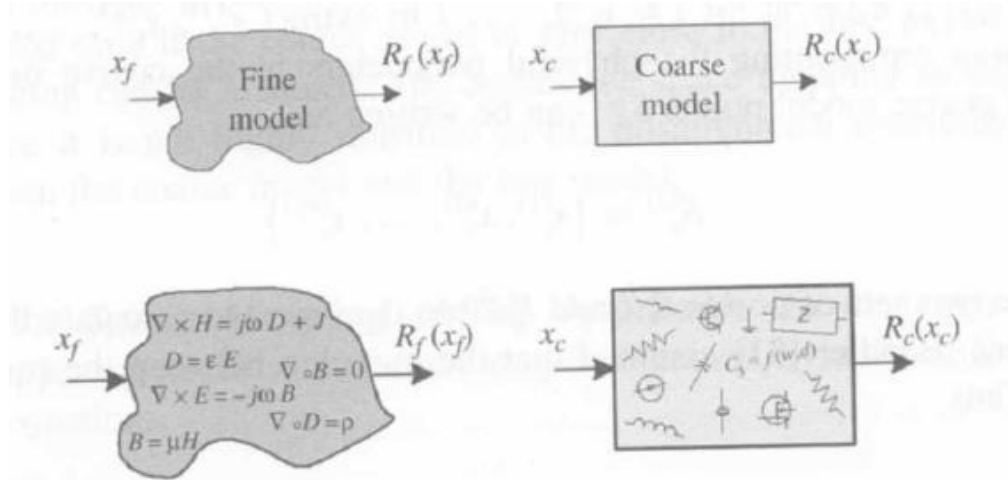 x_f
Fine
model
R_f(x_f)
x_c
Coarse
model
R_c(x_c)
x_f
∇ × H = jω D + J
D = ε E
∇ ∘B = 0
∇ × E = − jω B
∇ ∘D = ρ
B = μH
R_f(x_f)
x_c
Z
C_1
f(w,d)
R_c(x_c)